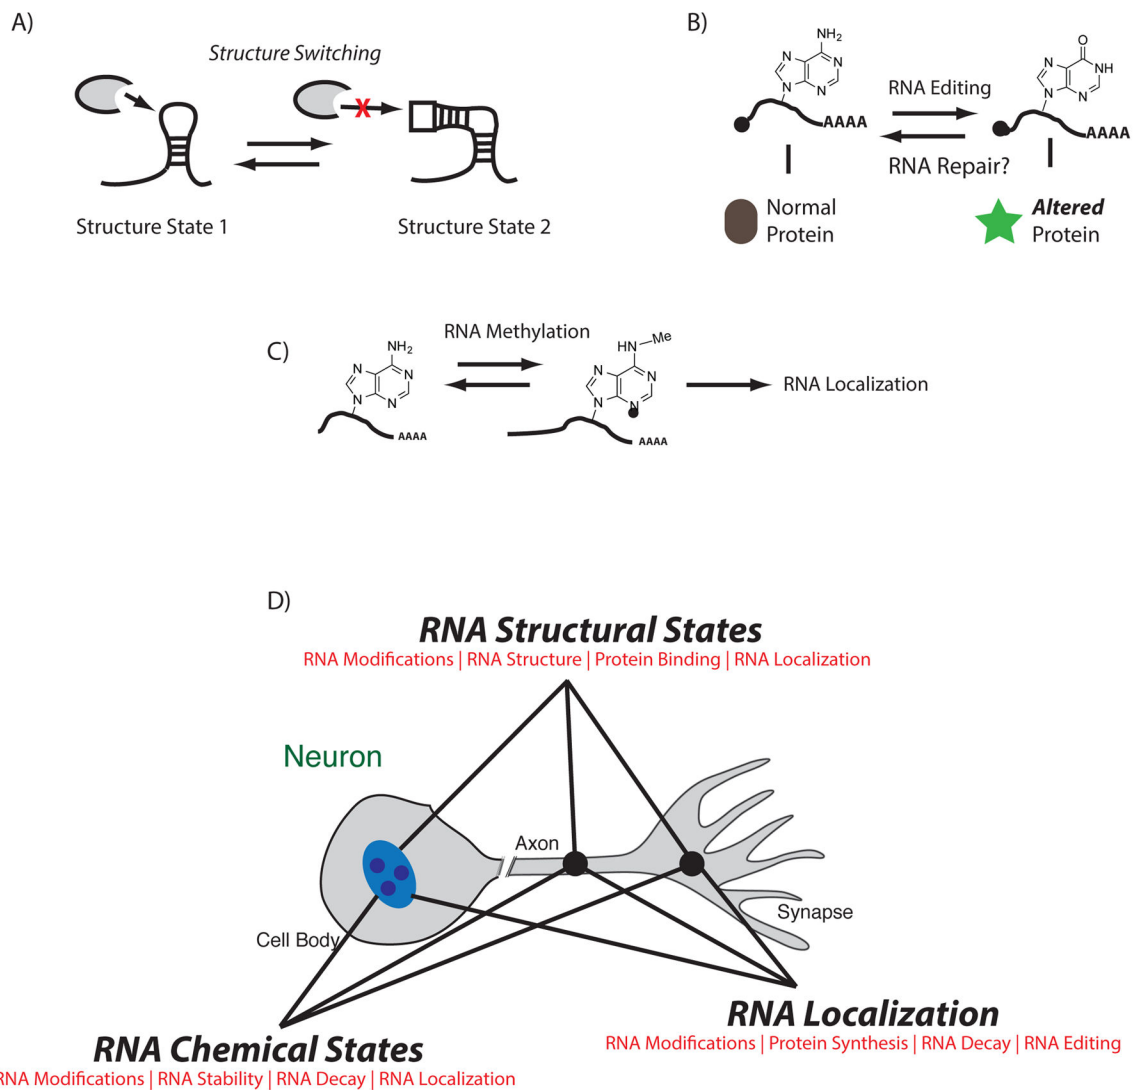 A)
Structure Switching
X
Structure State 1
Structure State 2
B)
NH2
N
N
N
N
AAAA
RNA Editing
RNA Repair?
O
N
NH
N
N
AAAA
Normal
Protein
Altered
Protein
C)
NH2
N
N
N
N
AAAA
RNA Methylation
HN
Me
N
N
N
N
AAAA
RNA Localization
D)
RNA Structural States
RNA Modifications | RNA Structure | Protein Binding | RNA Localization
Neuron
Axon
Synapse
Cell Body
RNA Localization
RNA Modifications | Protein Synthesis | RNA Decay | RNA Editing
RNA Chemical States
RNA Modifications | RNA Stability | RNA Decay | RNA Localization